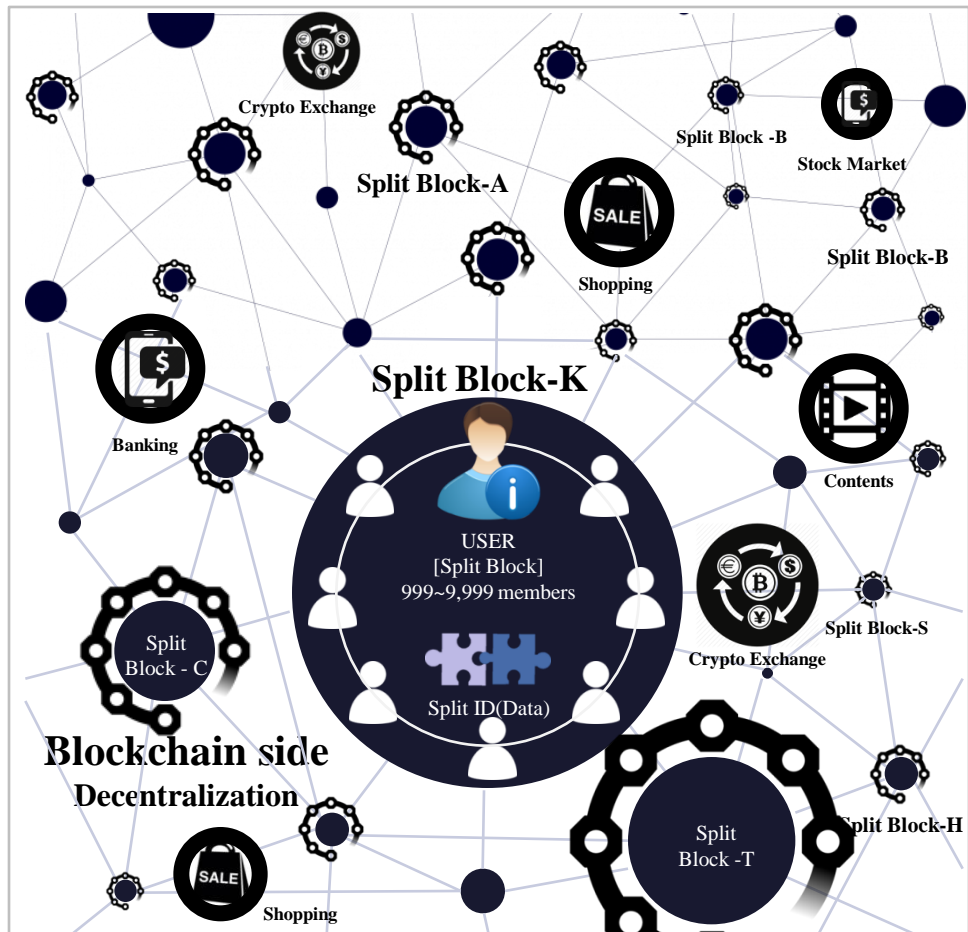 Crypto Exchange
Split Block -B
Stock Market
Split Block-A
SALE
Shopping
Split Block-B
$
Banking
Split Block-K
Contents
USER
[Split Block]
999~9,999 members
Split ID(Data)
€
$
B
¥
Crypto Exchange
Split Block-S
Split
Block - C
Blockchain side
Decentralization
SALE
Shopping
Split
Block -T
Split Block-H